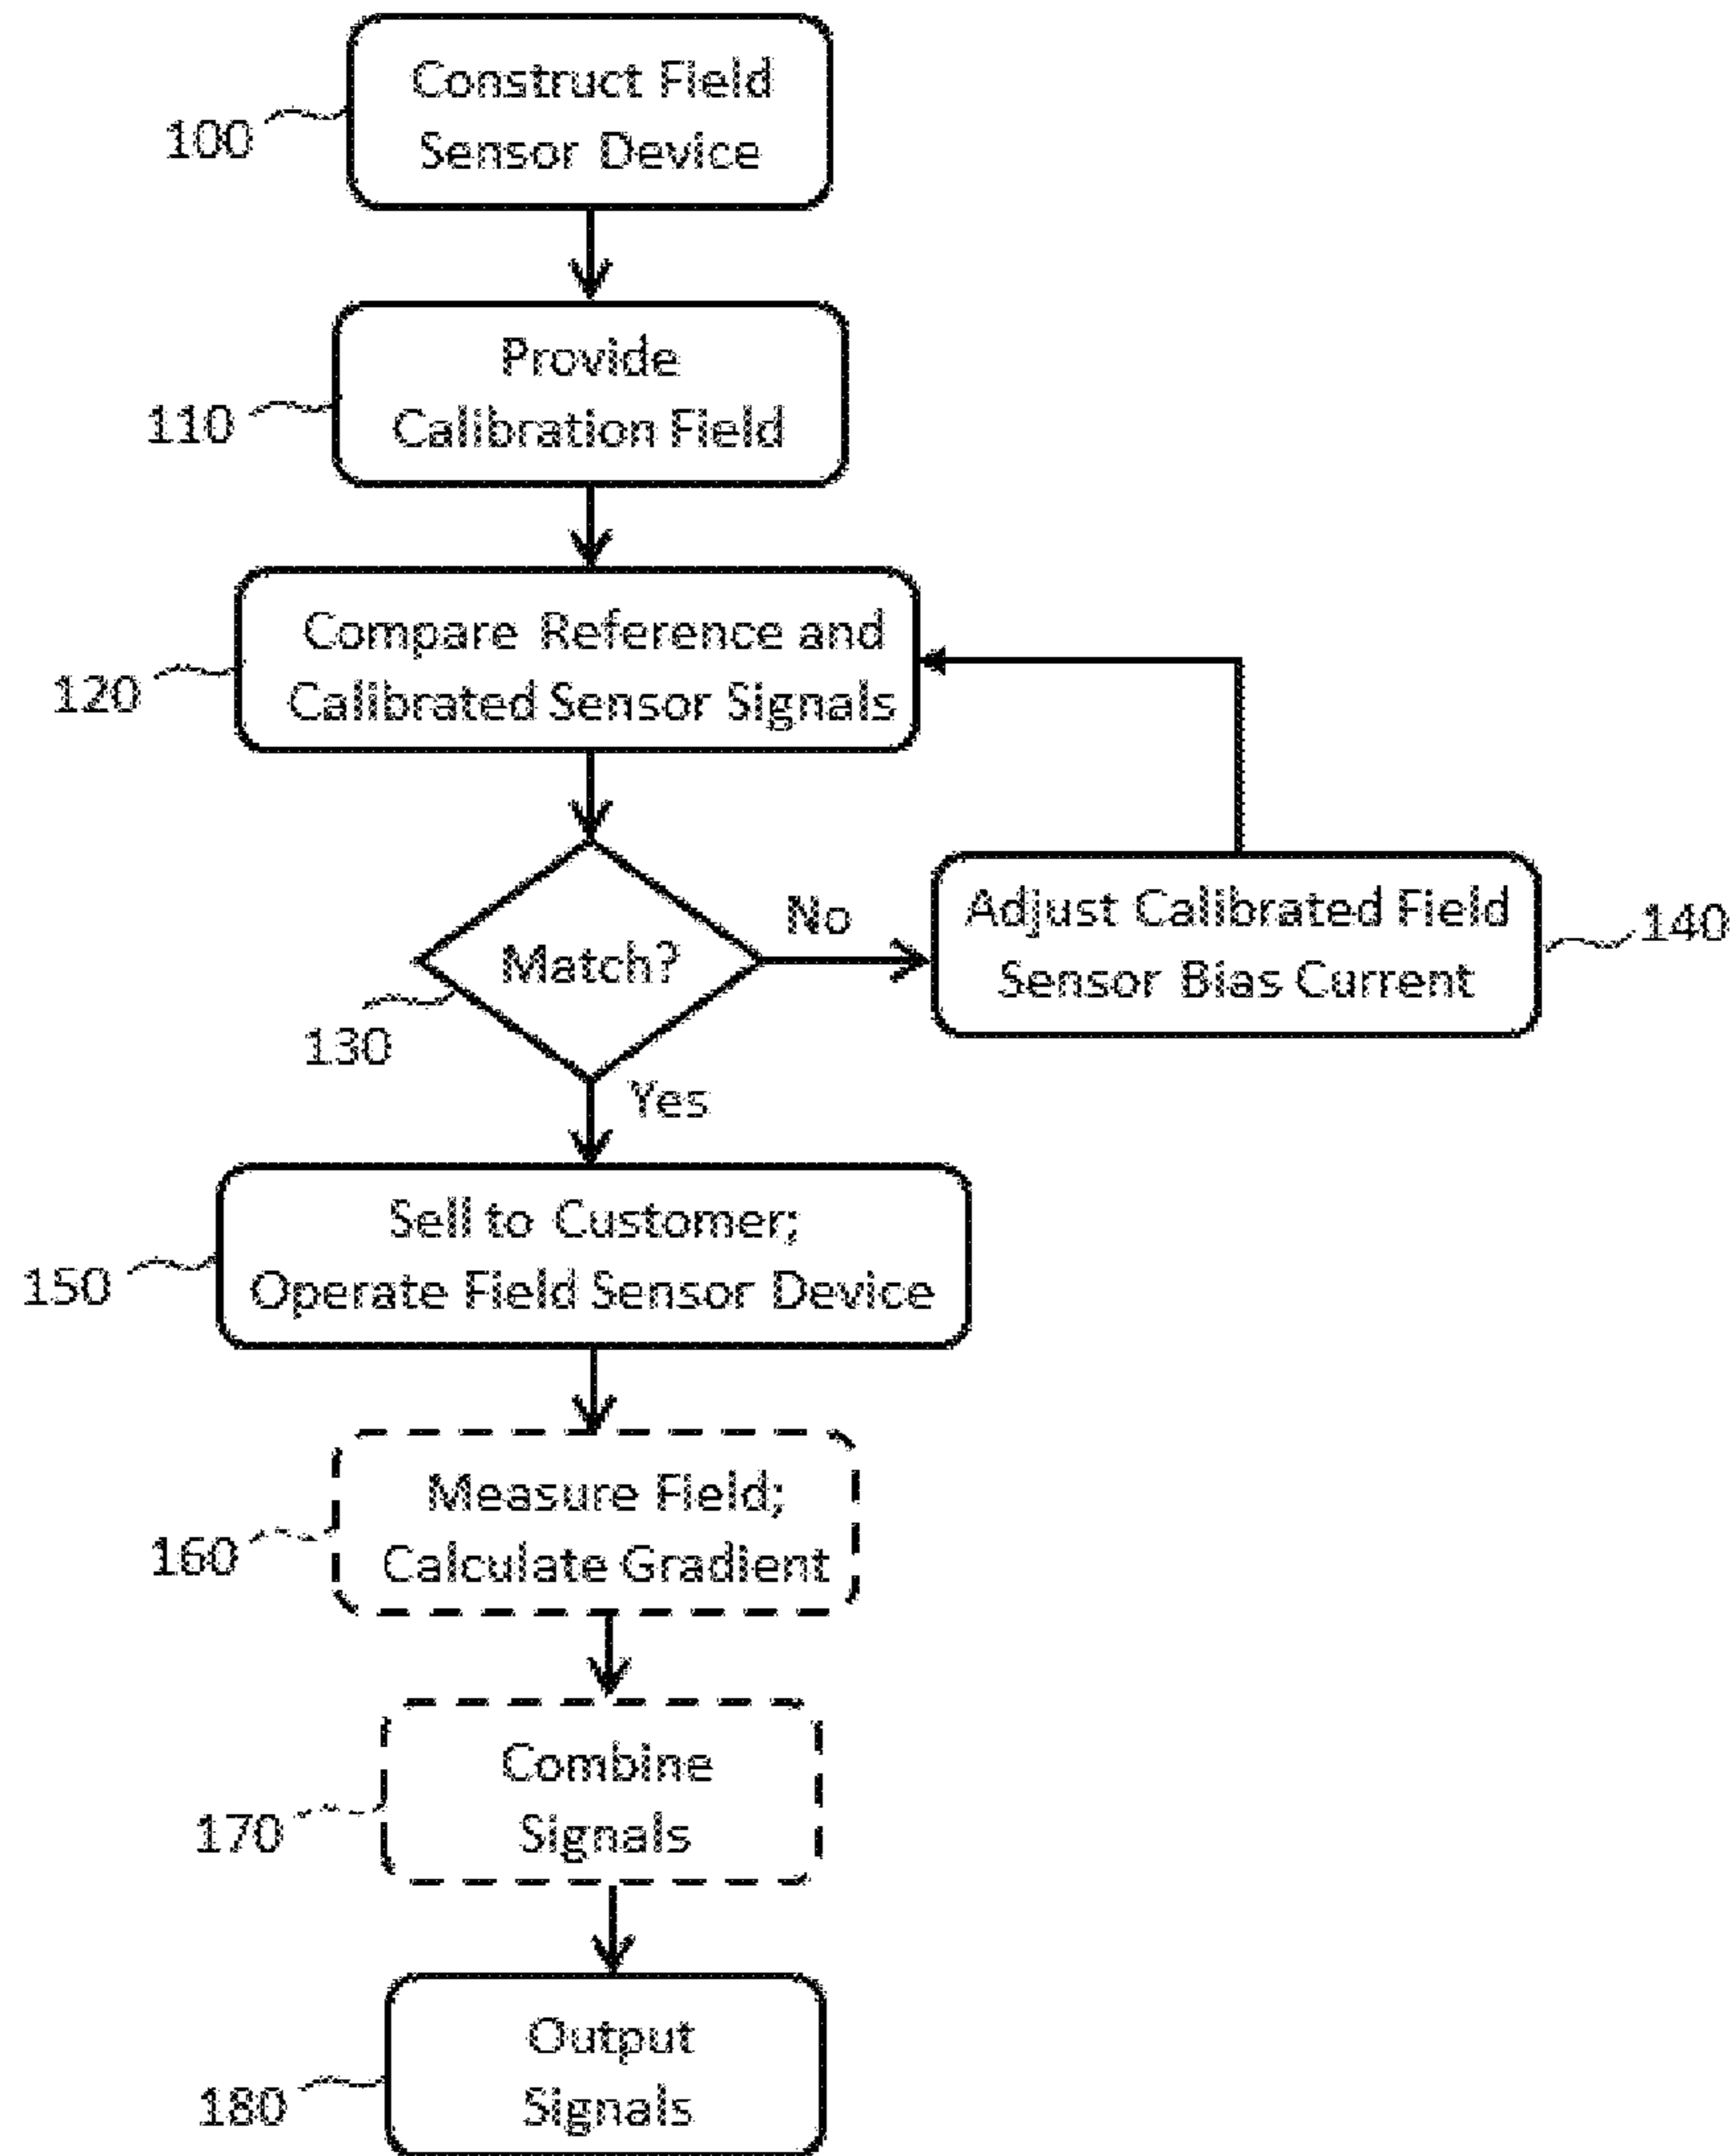 Construct Field
Sensor Device
100
Provide
Calibration Field
110
Compare Reference and
Calibrated Sensor Signals
120
Match?
130
No
Adjust Calibrated Field
Sensor Bias Current
140
Yes
Sell to Customer;
Operate Field Sensor Device
150
Measure Field;
Calculate Gradient
160
Combine
Signals
170
Output
Signals
180